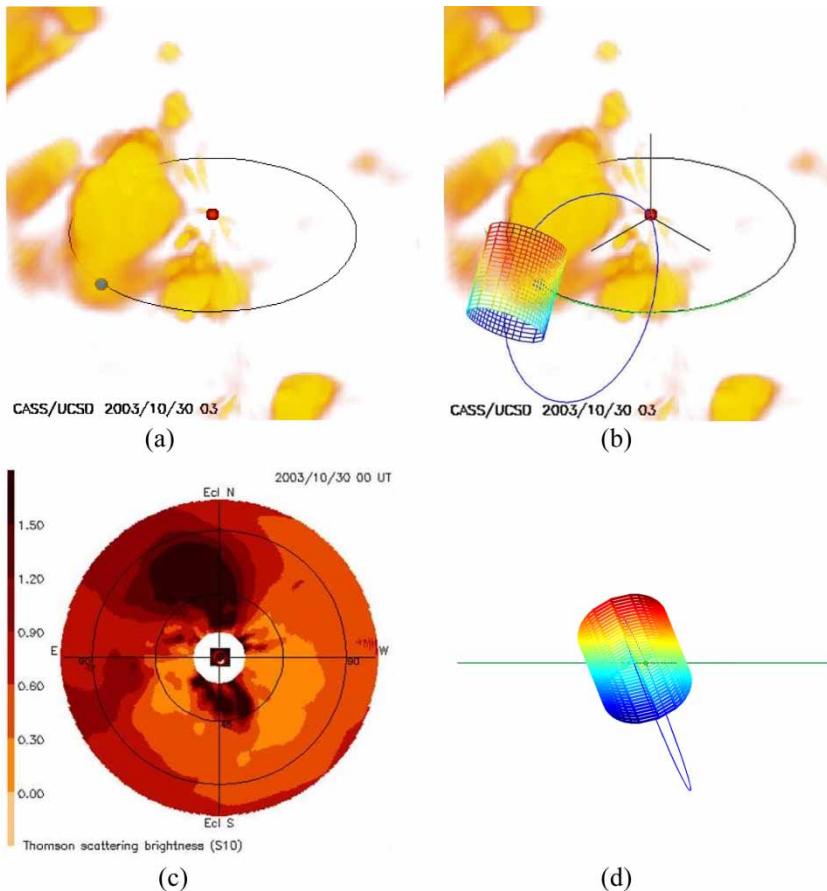 CASS/UCSD 2003/10/30 03
(a)
CASS/UCSD 2003/10/30 03
(b)
2003/10/30 00 UT
Ecl N
1.50
1.20
0.90
0.60
0.30
0.00
E
90
90
W
45
Ecl S
Thomson scattering brightness (S10)
(c)
(d)